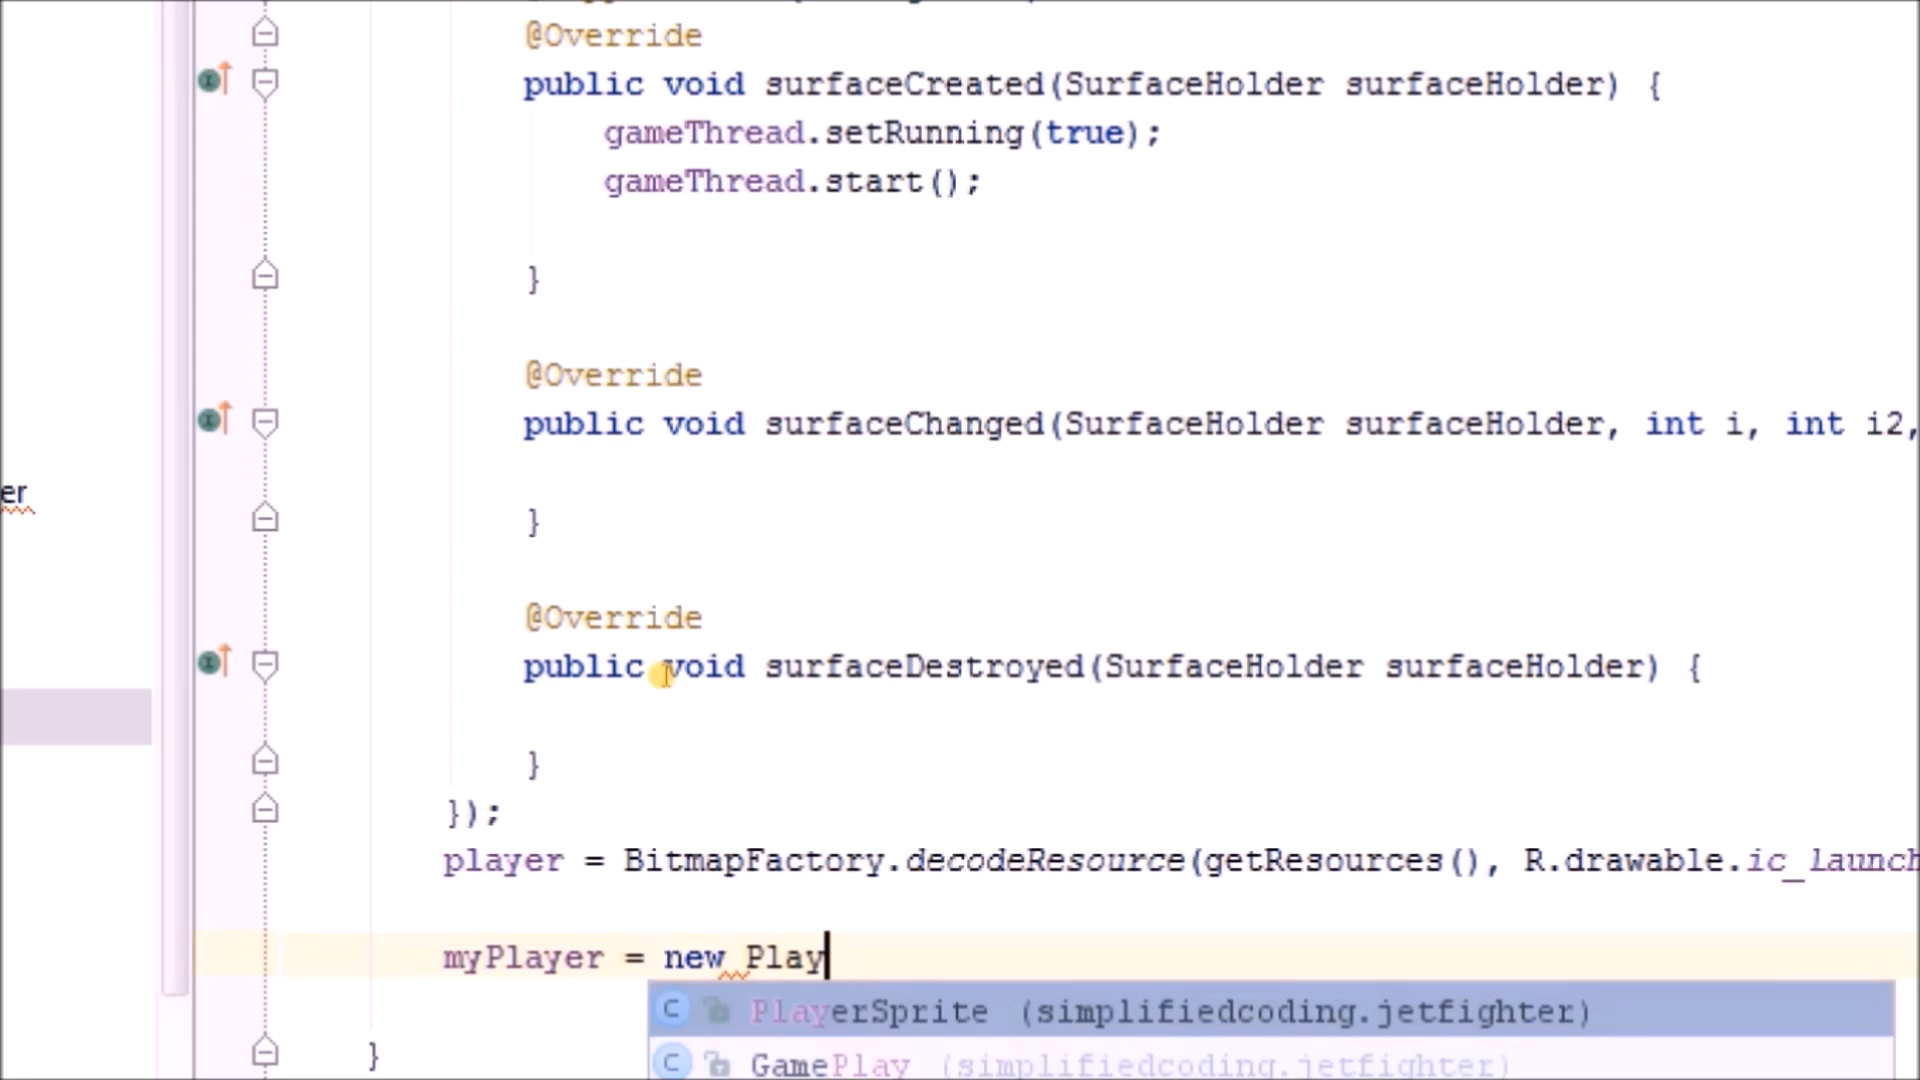 @Override
public void surfaceCreated(SurfaceHolder surfaceHolder) {
gameThread.setRunning(true);
gameThread.start();
}
@Override
public void surfaceChanged(SurfaceHolder surfaceHolder, int i, int i2,
er
}
@Override
public void surfaceDestroyed(SurfaceHolder surfaceHolder) {
}
});
player = BitmapFactory.decodeResource(getResources(), R.drawable.ic_launch
myPlayer = new Play
PlayerSprite (simplifiedcoding.jetfighter)
}
GamePlay (simplifiedcoding.jetfighter)